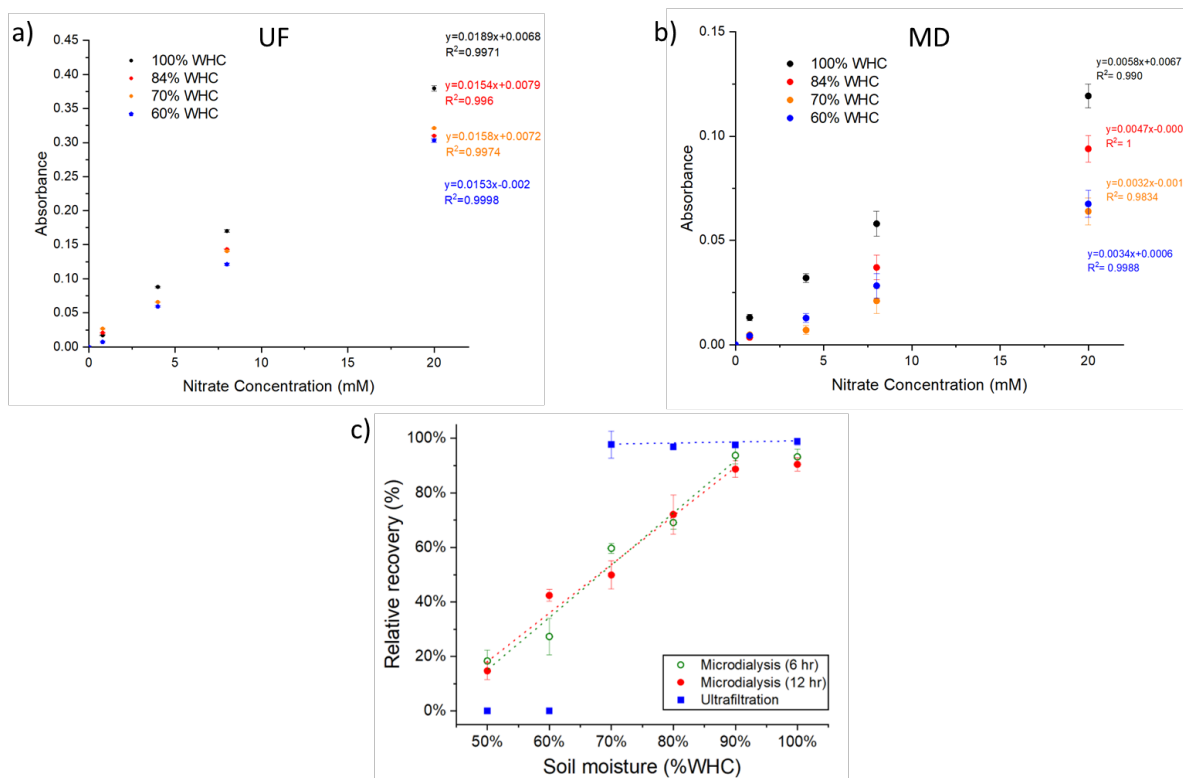 a)
UF
0.45
0.40
0.35
0.30
0.25
0.20
0.15
0.10
0.05
0.00
Absorbance
100% WHC
84% WHC
70% WHC
60% WHC
y=0.0189x+0.0068
R2=0.9971
y=0.0154x+0.0079
R2=0.996
y=0.0158x+0.0072
R2=0.9974
y=0.0153x-0.002
R2=0.9998
0 5 10 15 20
Nitrate Concentration (mM)
b)
MD
0.15
0.10
0.05
0.00
Absorbance
100% WHC
84% WHC
70% WHC
60% WHC
y=0.0058x+0.0067
R2= 0.990
y=0.0047x-0.000
R2= 1
y=0.0032x-0.001
R2= 0.9834
y=0.0034x+0.0006
R2= 0.9988
0 5 10 15 20
Nitrate Concentration (mM)
c)
100%
80%
60%
40%
20%
0%
Relative recovery (%)
Microdialysis (6 hr)
Microdialysis (12 hr)
Ultrafiltration
50% 60% 70% 80% 90% 100%
Soil moisture (%WHC)